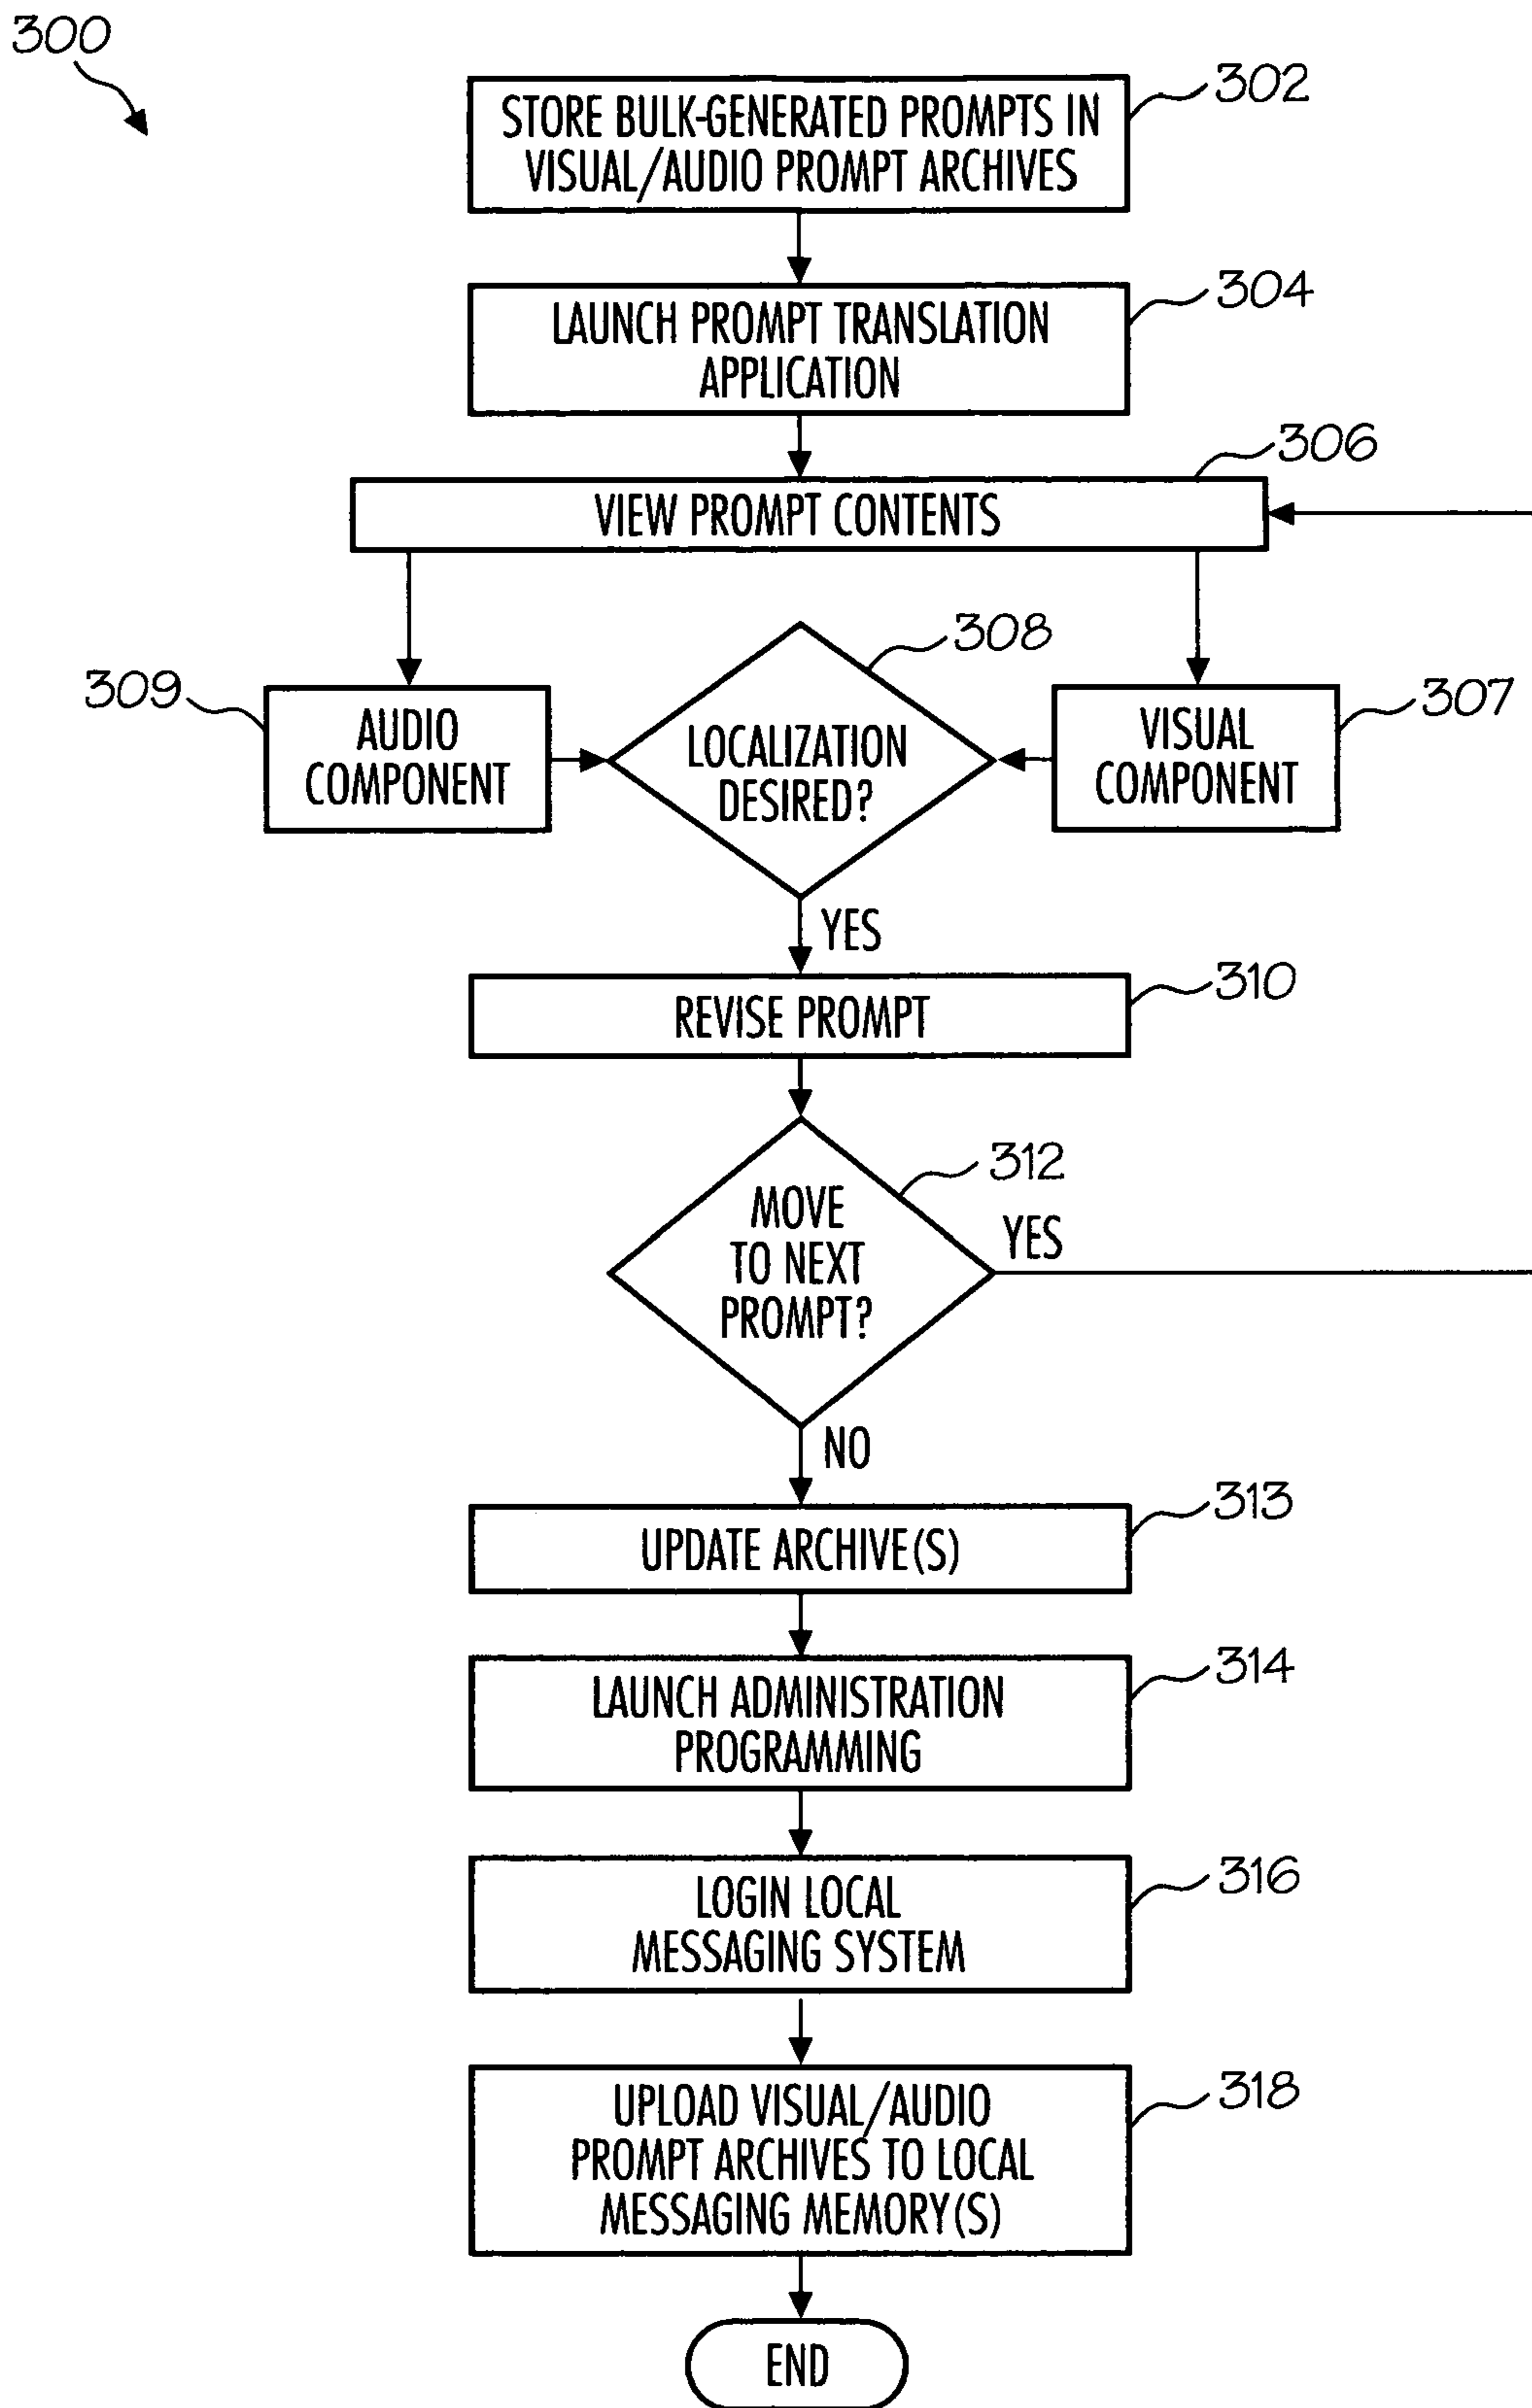 300
302
STORE BULK-GENERATED PROMPTS IN
VISUAL/AUDIO PROMPT ARCHIVES
304
LAUNCH PROMPT TRANSLATION
APPLICATION
306
VIEW PROMPT CONTENTS
308
309
AUDIO
COMPONENT
LOCALIZATION
DESIRED?
307
VISUAL
COMPONENT
YES
310
REVISE PROMPT
312
MOVE
TO NEXT
PROMPT?
YES
NO
313
UPDATE ARCHIVE(S)
314
LAUNCH ADMINISTRATION
PROGRAMMING
316
LOGIN LOCAL
MESSAGING SYSTEM
318
UPLOAD VISUAL/AUDIO
PROMPT ARCHIVES TO LOCAL
MESSAGING MEMORY(S)
END